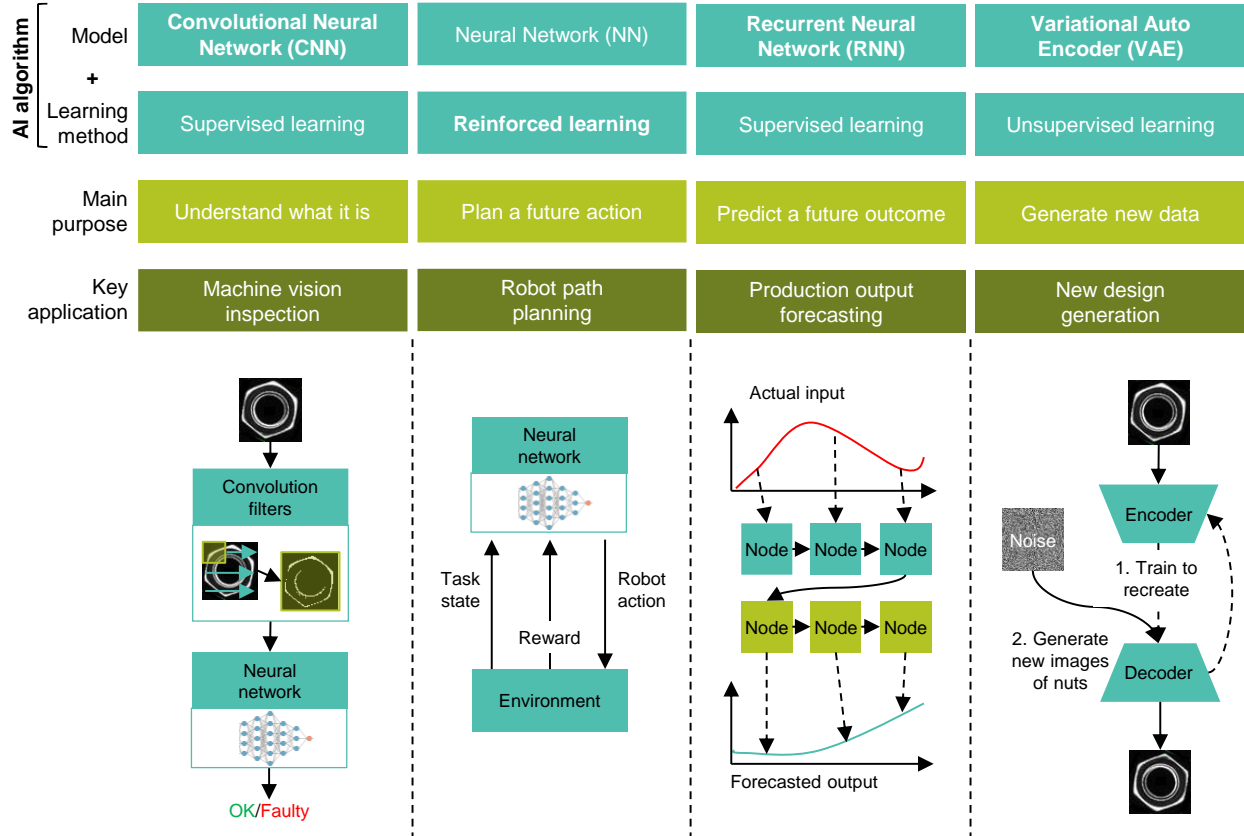 AI algorithm
Model
+
Learning
method
Convolutional Neural
Network (CNN)
Neural Network (NN)
Recurrent Neural
Network (RNN)
Variational Auto
Encoder (VAE)
Supervised learning
Reinforced learning
Supervised learning
Unsupervised learning
Main
purpose
Understand what it is
Plan a future action
Predict a future outcome
Generate new data
Key
application
Machine vision
inspection
Robot path
planning
Production output
forecasting
New design
generation
Convolution
filters
Neural
network
OK/Faulty
Neural
network
Task
state
Reward
Robot
action
Environment
Actual input
Node
Node
Node
Node
Node
Node
Forecasted output
Encoder
Noise
1. Train to
recreate
2. Generate
new images
of nuts
Decoder